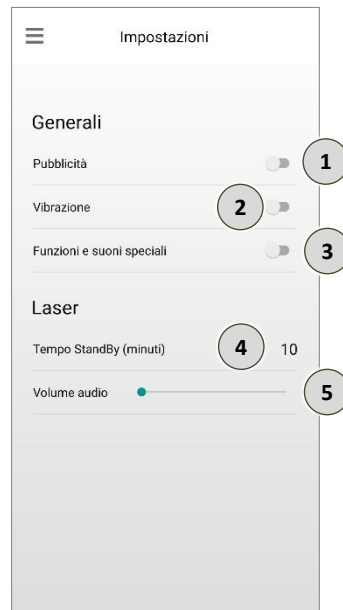 Impostazioni
Generali
Pubblicità 1
Vibrazione 2
Funzioni e suoni speciali 3
Laser
Tempo StandBy (minuti) 4 10
Volume audio 5